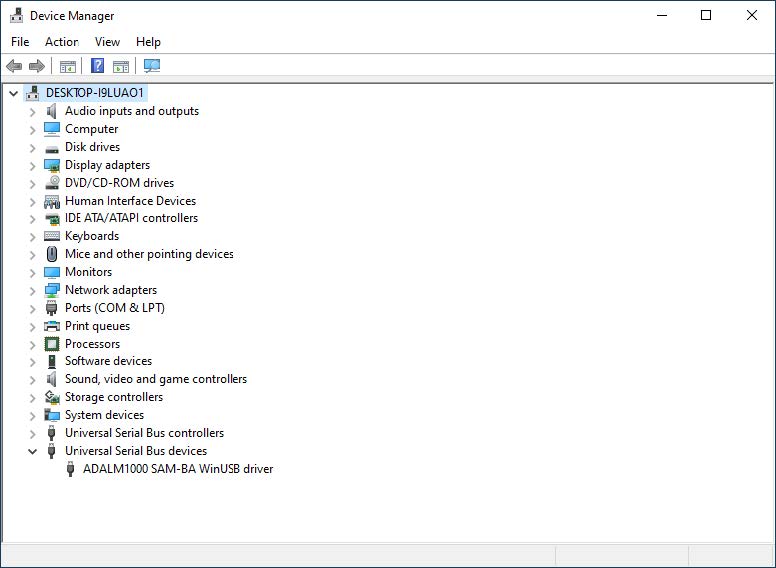 Device Manager
File Action View Help
DESKTOP-I9LUAO1
Audio inputs and outputs
Computer
Disk drives
Display adapters
DVD/CD-ROM drives
Human Interface Devices
IDE ATA/ATAPI controllers
Keyboards
Mice and other pointing devices
Monitors
Network adapters
Ports (COM & LPT)
Print queues
Processors
Software devices
Sound, video and game controllers
Storage controllers
System devices
Universal Serial Bus controllers
Universal Serial Bus devices
ADALM1000 SAM-BA WinUSB driver